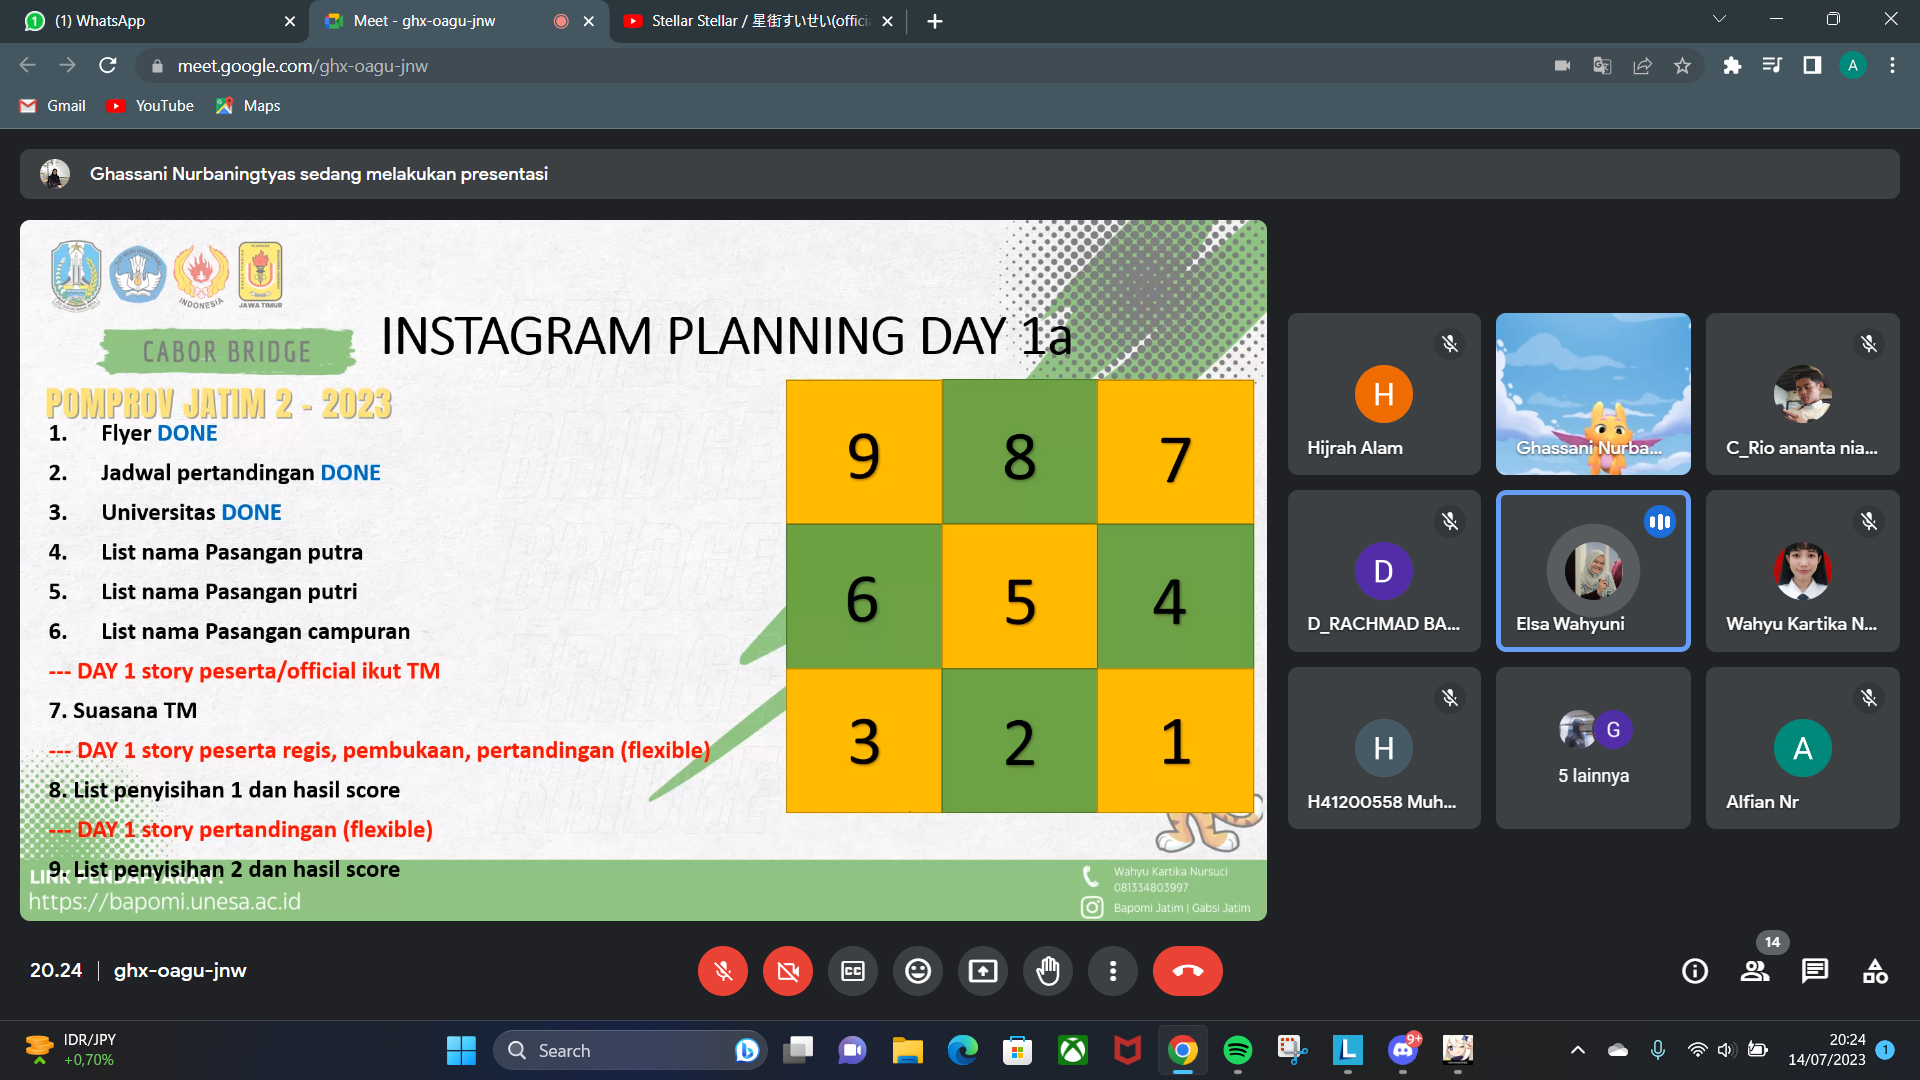 (1) WhatsApp
Meet - ghx-oagu-jnw
Stellar Stellar / 星街すいせい(offici
meet.google.com/ghx-oagu-jnw
A
Gmail
YouTube
Maps
Ghassani Nurbaningtyas sedang melakukan presentasi
INDONESIA
JAWA TIMUR
CABOR BRIDGE
INSTAGRAM PLANNING DAY 1a
POMPROV JATIM 2 - 2023
1. Flyer DONE
2. Jadwal pertandingan DONE
3. Universitas DONE
4. List nama Pasangan putra
5. List nama Pasangan putri
6. List nama Pasangan campuran
--- DAY 1 story peserta/official ikut TM
7. Suasana TM
--- DAY 1 story peserta regis, pembukaan, pertandingan (flexible)
8. List penyisihan 1 dan hasil score
--- DAY 1 story pertandingan (flexible)
9. List penyisihan 2 dan hasil score
LINK PENDAFTARAN :
https://bapomi.unesa.ac.id
9 8 7
6 5 4
3 2 1
Wahyu Kartika Nursuci
081334803997
Bapomi Jatim | Gabsi Jatim
H
Hijrah Alam
Ghassani Nurba...
C_Rio ananta nia...
D
D_RACHMAD BA...
Elsa Wahyuni
Wahyu Kartika N...
H
H41200558 Muh...
G
5 lainnya
A
Alfian Nr
20.24
ghx-oagu-jnw
14
IDR/JPY
+0,70%
Search
L
9+
20:24
14/07/2023
1